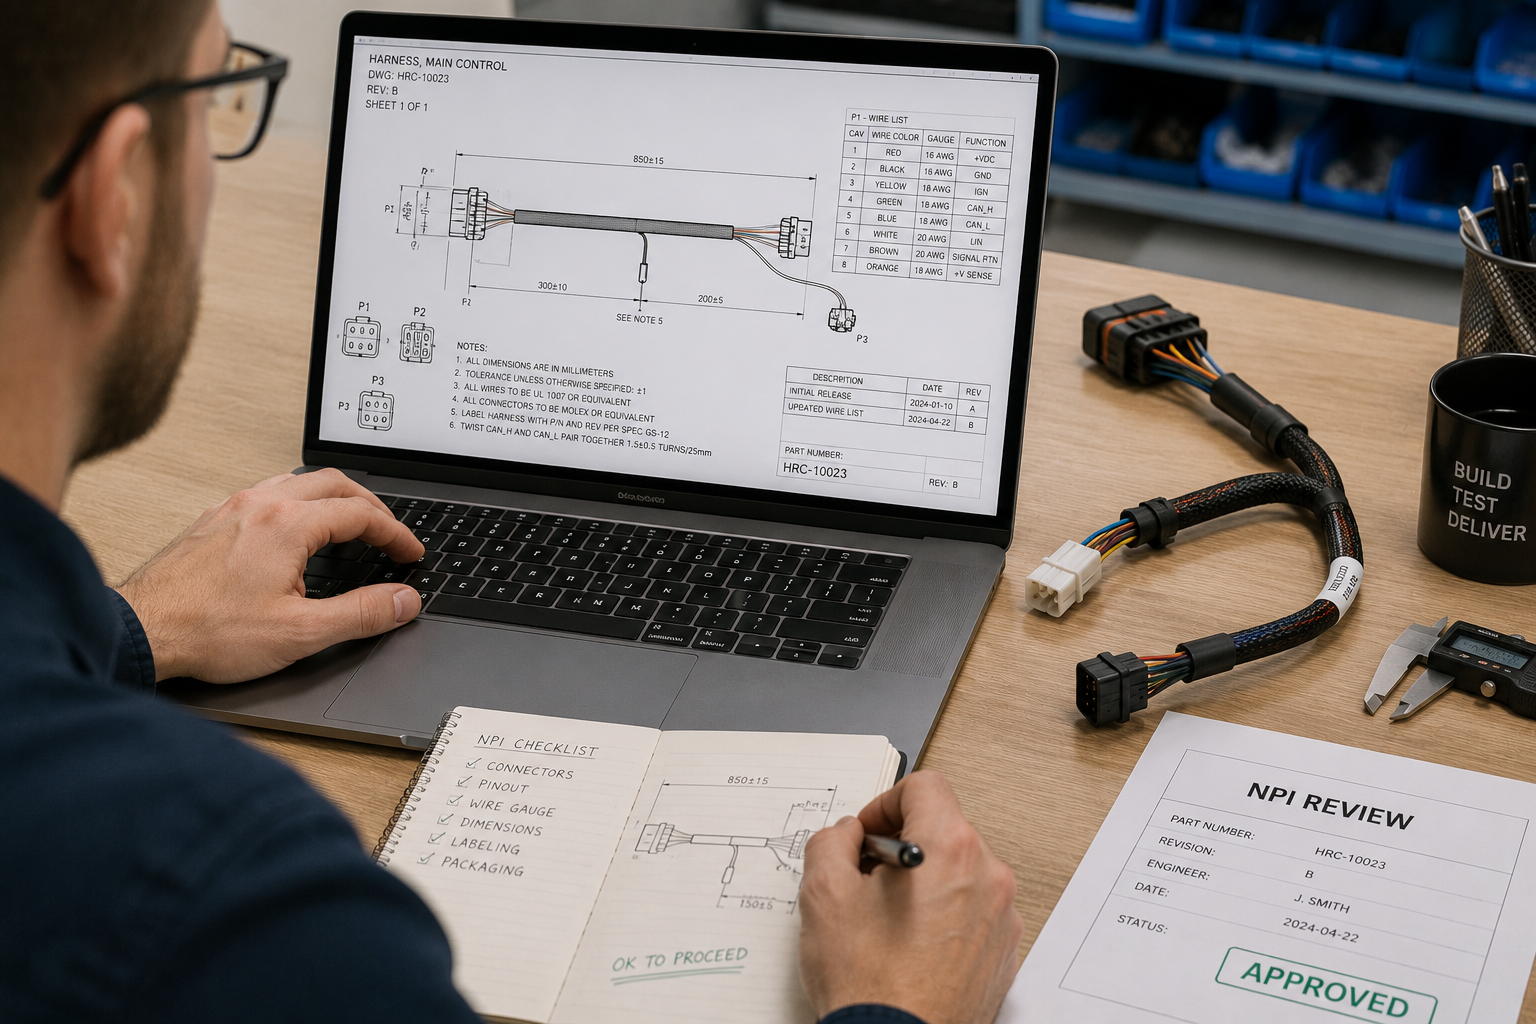 HARNESS, MAIN CONTROL
DWG: HRC-10023
REV: B
SHEET 1 OF 1
850±15
P1
P2
300±10
200±5
SEE NOTE 5
P3
P1 - WIRE LIST
CAV WIRE COLOR GAUGE FUNCTION
1 RED 16 AWG +VDC
2 BLACK 16 AWG GND
3 YELLOW 18 AWG IGN
4 GREEN 18 AWG CAN_H
5 BLUE 18 AWG CAN_L
6 WHITE 20 AWG LIN
7 BROWN 20 AWG SIGNAL RTN
8 ORANGE 18 AWG +V SENSE
P1
P2
P3
P3
NOTES:
1. ALL DIMENSIONS ARE IN MILLIMETERS
2. TOLERANCE UNLESS OTHERWISE SPECIFIED: ±1
3. ALL WIRES TO BE UL 1007 OR EQUIVALENT
4. ALL CONNECTORS TO BE MOLEX OR EQUIVALENT
5. LABEL HARNESS WITH P/N AND REV PER SPEC GS-12
6. TWIST CAN_H AND CAN_L PAIR TOGETHER 1.5±0.5 TURNS/25mm
DESCRIPTION DATE REV
INITIAL RELEASE 2024-01-10 A
UPDATED WIRE LIST 2024-04-22 B
PART NUMBER:
HRC-10023
REV: B
BUILD
TEST
DELIVER
NPI CHECKLIST
CONNECTORS
PINOUT
WIRE GAUGE
DIMENSIONS
LABELING
PACKAGING
850±15
150±5
OK TO PROCEED
NPI REVIEW
PART NUMBER: HRC-10023
REVISION: B
ENGINEER: J. SMITH
DATE: 2024-04-22
STATUS: APPROVED